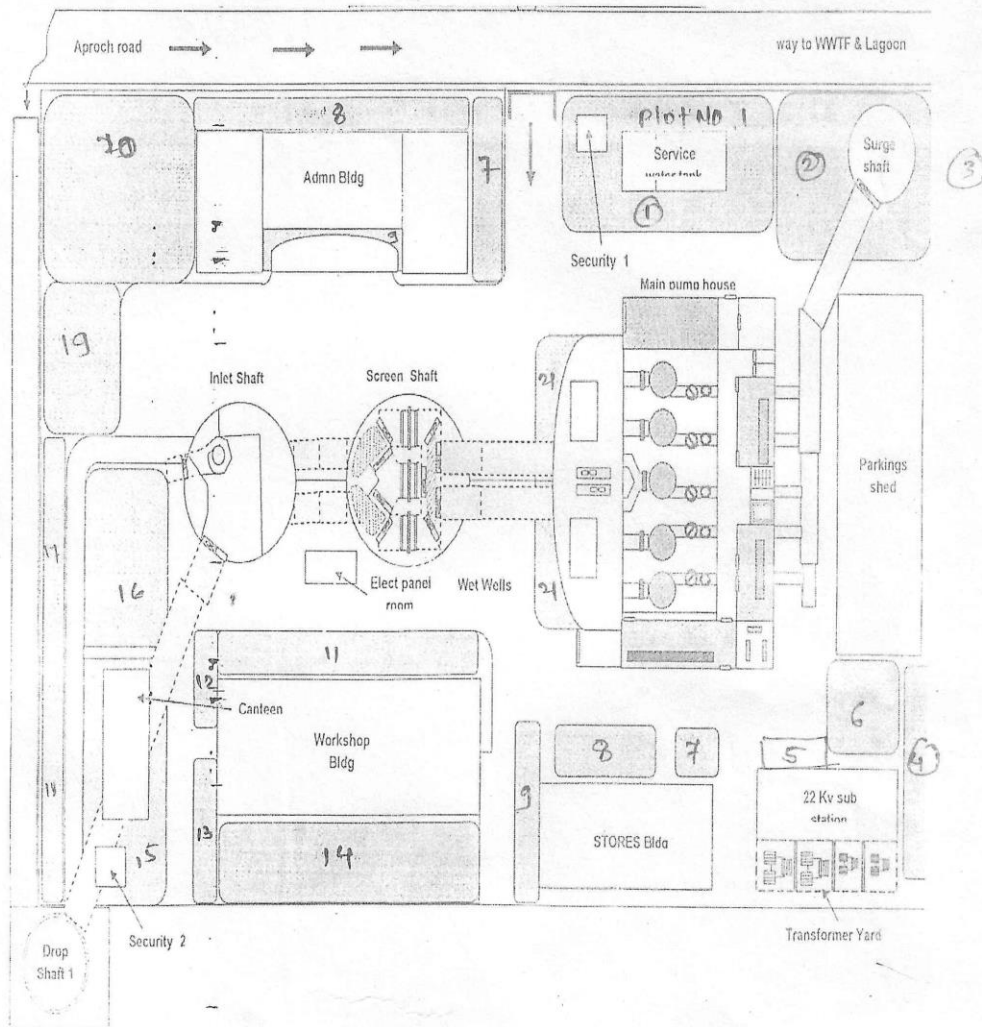 Aproch road
way to WWTF & Lagoon
8
7
Plot No 1
Service
water tank
1
2
Surge
shaft
3
Admn Bldg
9
Security 1
Main pump house
19
Inlet Shaft
Screen Shaft
21
Parkings
shed
17
16
Elect panel
room
Wet Wells
21
11
12
Canteen
Workshop
Bldg
6
8
7
5
4
9
22 Kv sub
station
13
14
15
STORES Bldg
Security 2
Transformer Yard
Drop
Shaft 1